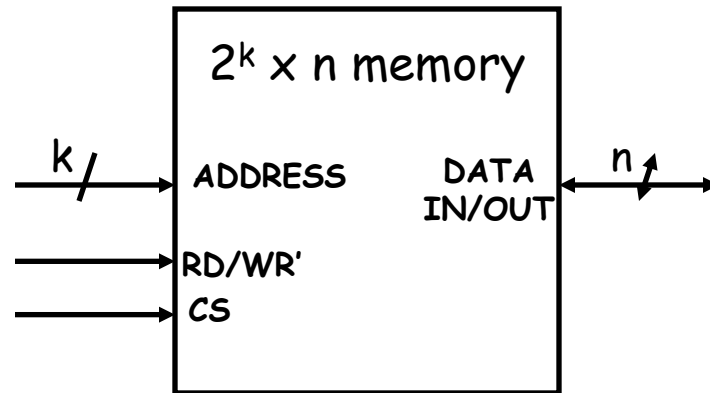 2ᵏ x n memory
k
ADDRESS
DATA
IN/OUT
n
RD/WR'
CS